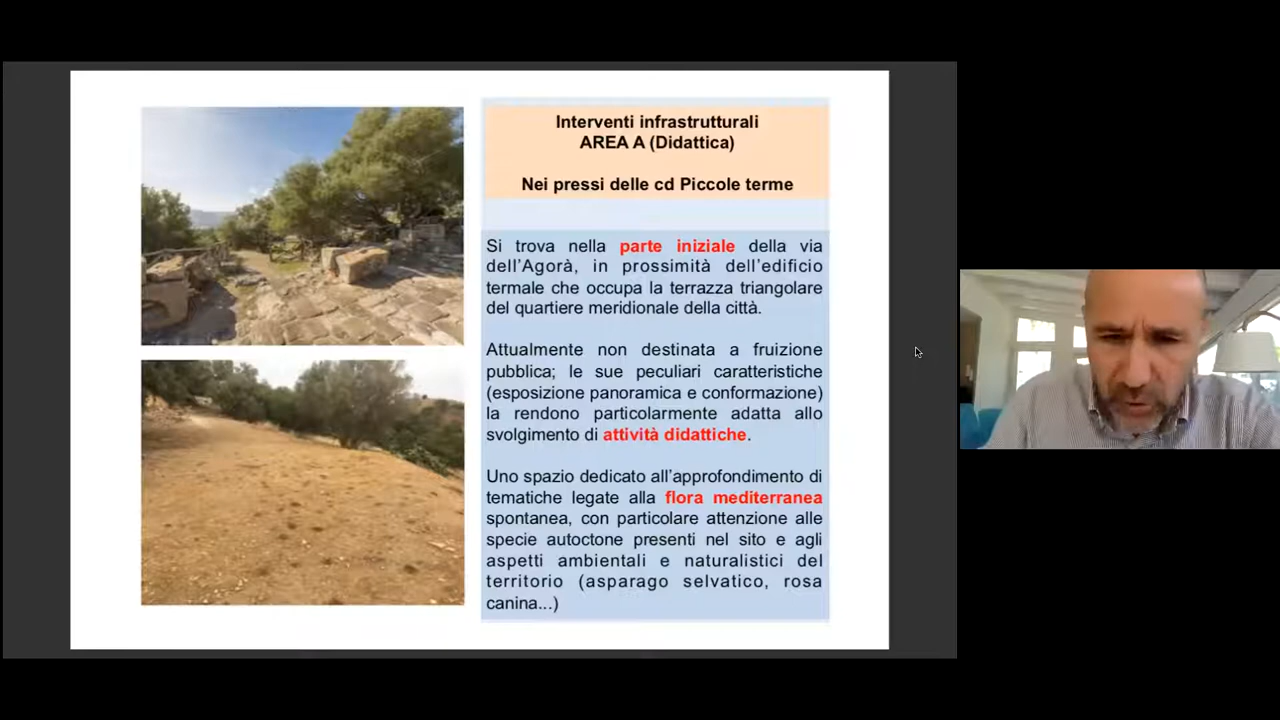 Interventi infrastrutturali
AREA A (Didattica)
Nei pressi delle cd Piccole terme
Si trova nella parte iniziale della via
dell'Agorà, in prossimità dell'edificio
termale che occupa la terrazza triangolare
del quartiere meridionale della città.
Attualmente non destinata a fruizione
pubblica; le sue peculiari caratteristiche
(esposizione panoramica e conformazione)
la rendono particolarmente adatta allo
svolgimento di attività didattiche.
Uno spazio dedicato all'approfondimento di
tematiche legate alla flora mediterranea
spontanea, con particolare attenzione alle
specie autoctone presenti nel sito e agli
aspetti ambientali e naturalistici del
territorio (asparago selvatico, rosa
canina...)